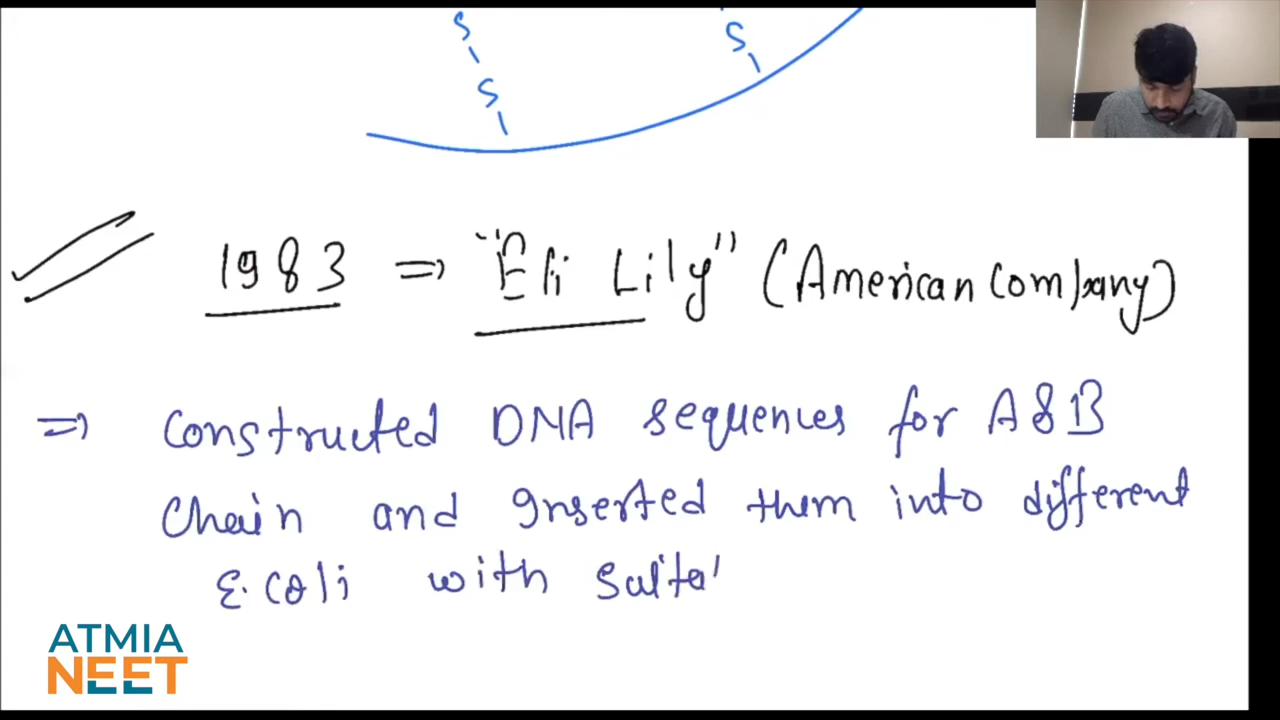 S
S
S
1983 => "Eli Lily" (American Company)
=> Constructed DNA sequences for A & B
Chain and Inserted them into different
E. Coli with
ATMIA
NEET